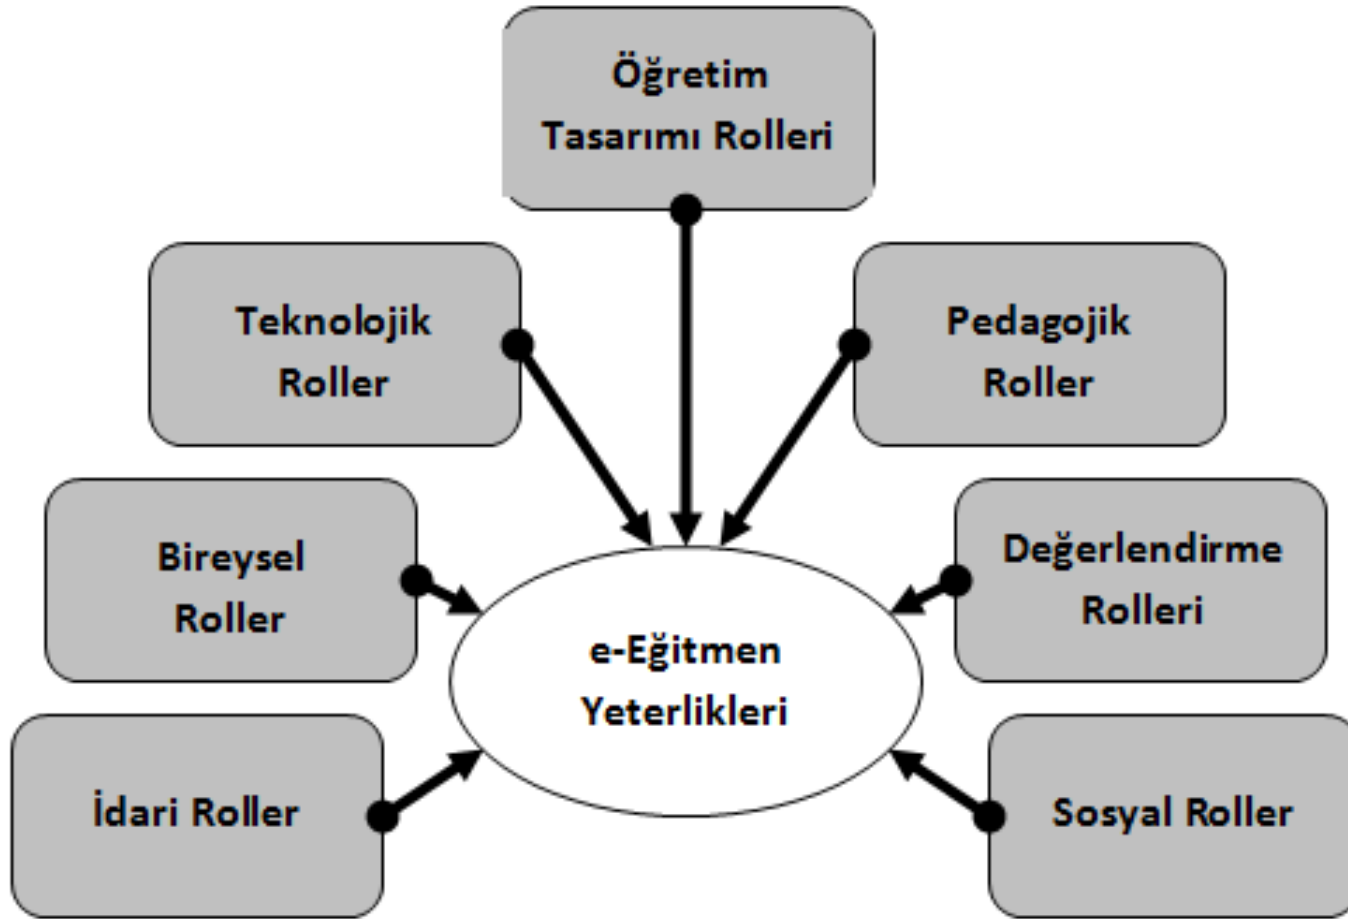 Öğretim
Tasarımı Rolleri
Teknolojik
Roller
Pedagojik
Roller
Bireysel
Roller
Değerlendirme
Rolleri
e-Eğitmen
Yeterlikleri
İdari Roller
Sosyal Roller